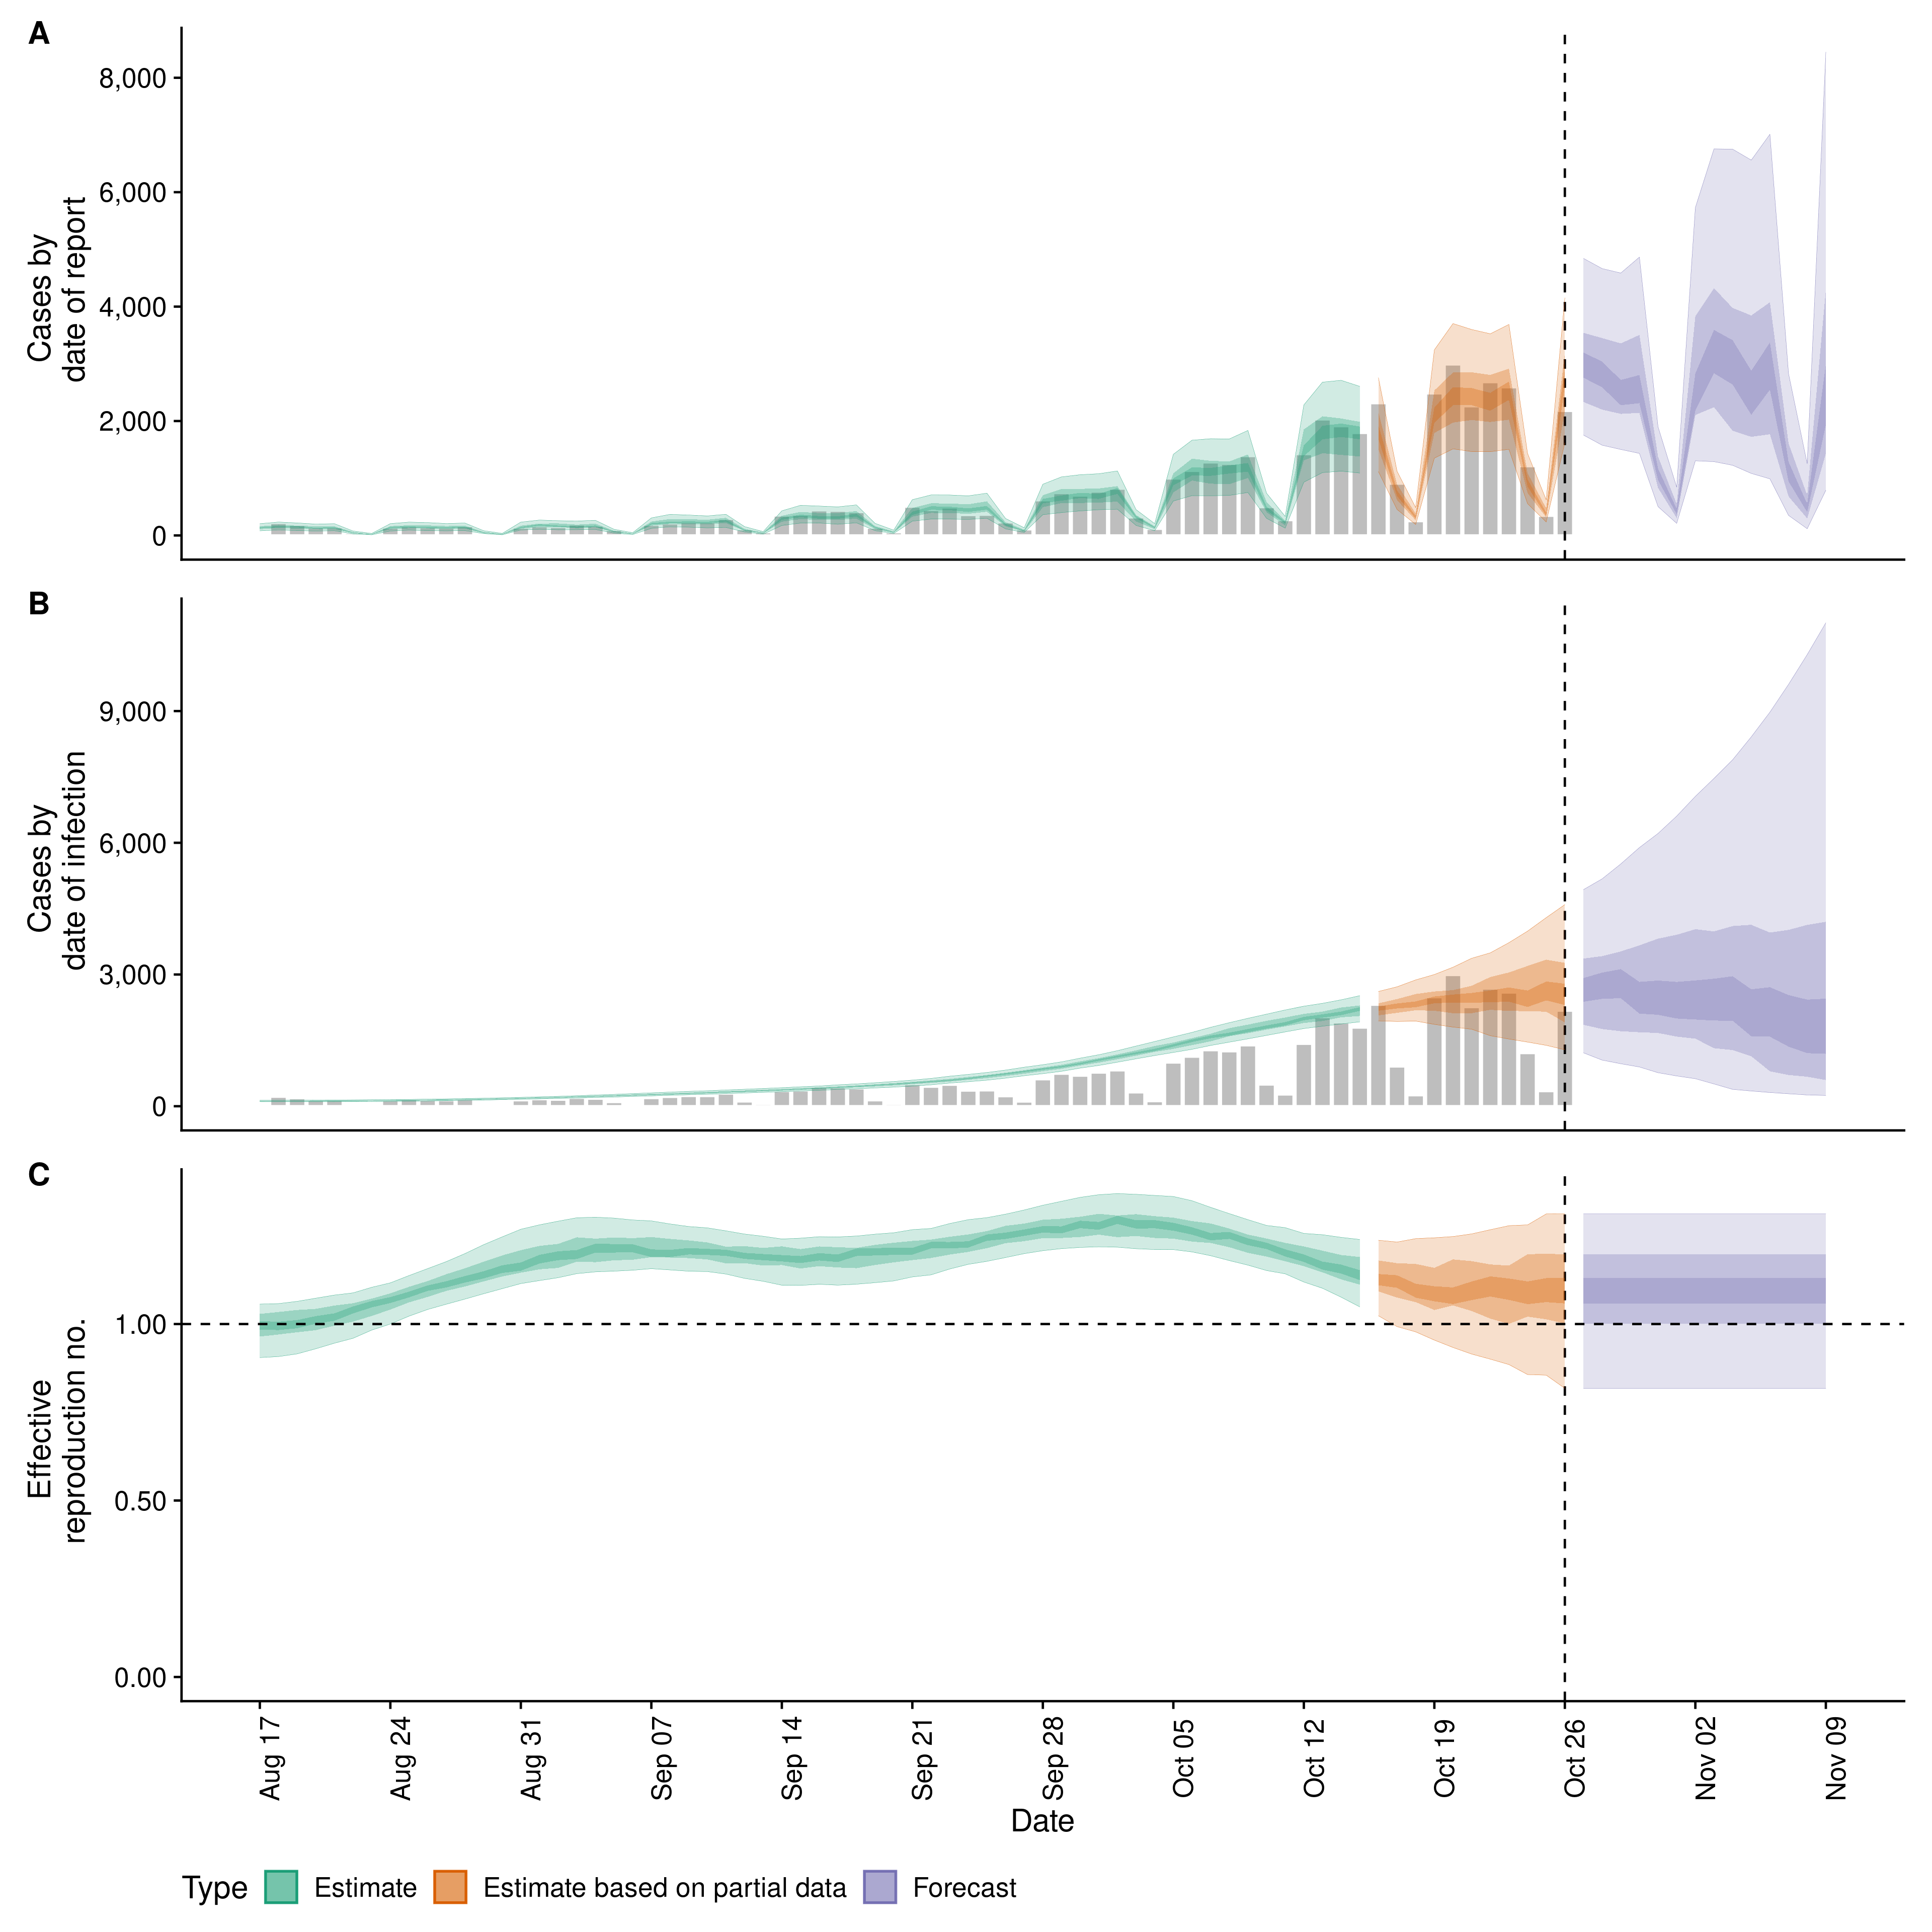 A
Cases by
date of report
8,000
6,000
4,000
2,000
0
B
Cases by
date of infection
9,000
6,000
3,000
0
C
Effective
reproduction no.
1.00
0.50
0.00
Aug 17
Aug 24
Aug 31
Sep 07
Sep 14
Sep 21
Sep 28
Oct 05
Oct 12
Oct 19
Oct 26
Nov 02
Nov 09
Date
Type Estimate Estimate based on partial data Forecast